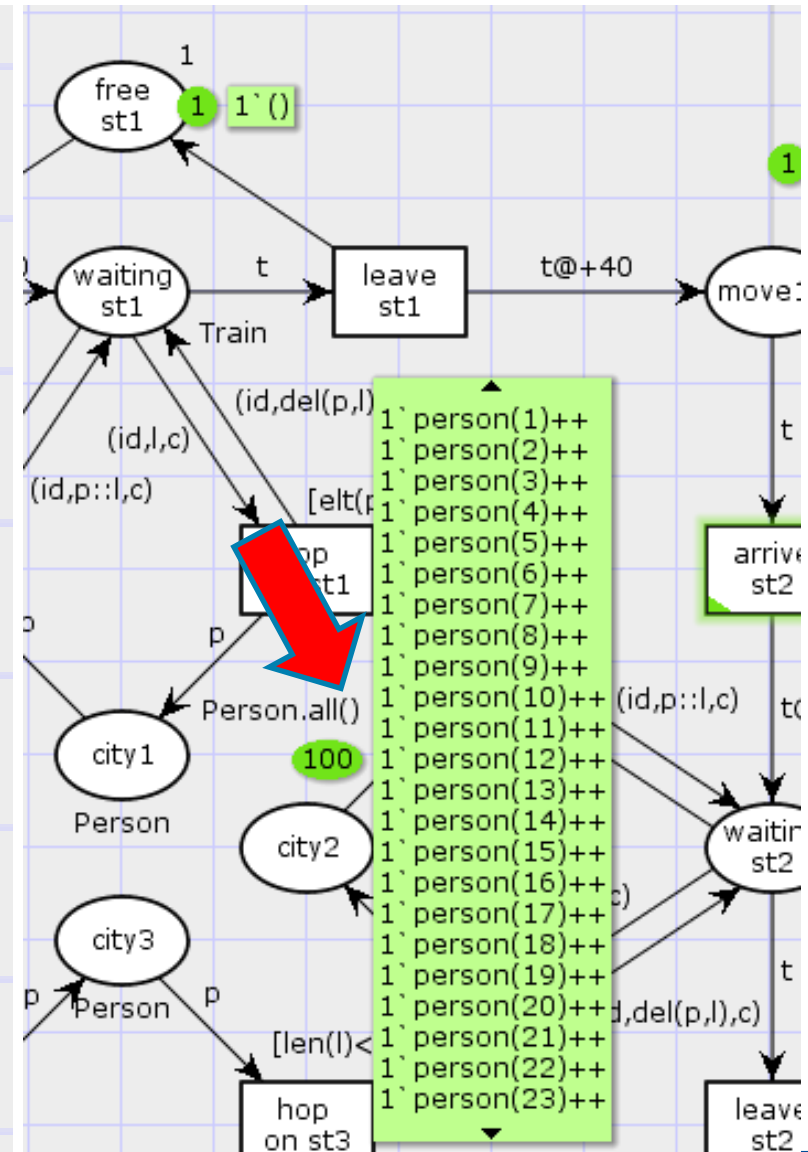 1
free
st1
1
1`()
1
waiting
st1
t
leave
st1
t@+40
move1
Train
(id,del(p,l)
(id,l,c)
(id,p::l,c)
[elt(p
t
st1
arrive
st2
p
Person.all()
100
city1
Person
city2
1`person(1)++
1`person(2)++
1`person(3)++
1`person(4)++
1`person(5)++
1`person(6)++
1`person(7)++
1`person(8)++
1`person(9)++
1`person(10)++
1`person(11)++
1`person(12)++
1`person(13)++
1`person(14)++
1`person(15)++
1`person(16)++
1`person(17)++
1`person(18)++
1`person(19)++
1`person(20)++
1`person(21)++
1`person(22)++
1`person(23)++
(id,p::l,c)
waitin
st2
c)
city3
Person
p
p
t
d,del(p,l),c)
[len(l)<
hop
on st3
leave
st2